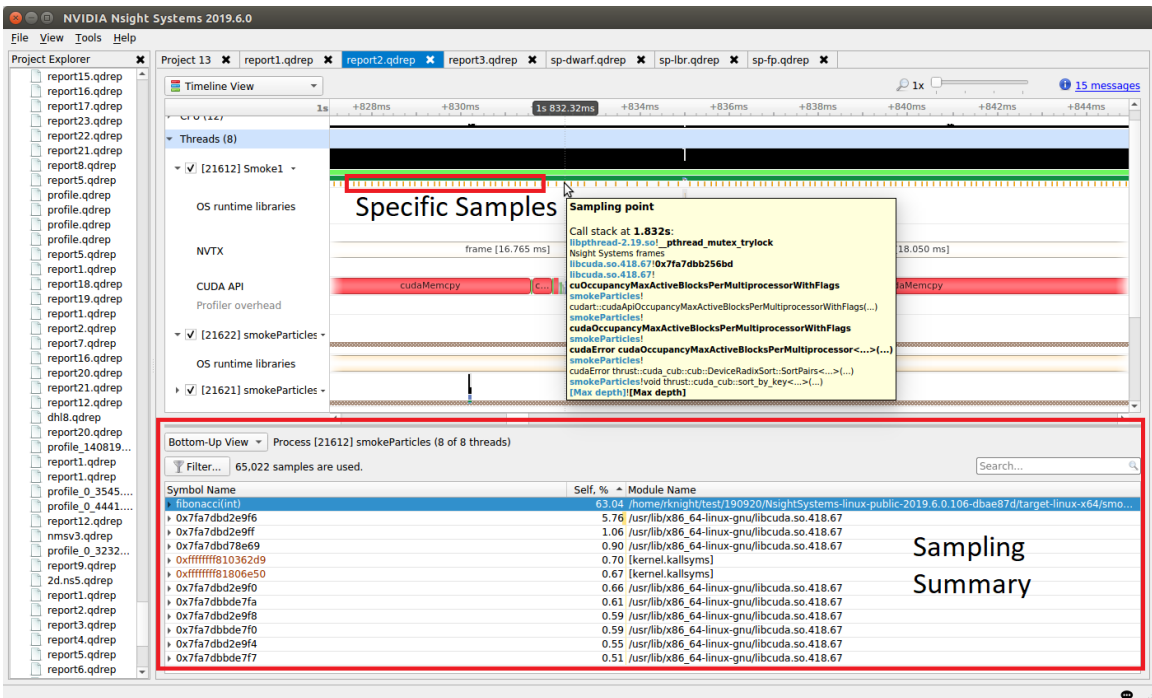 NVIDIA Nsight Systems 2019.6.0
File View Tools Help
Project Explorer
report15.qdrep
report16.qdrep
report17.qdrep
report23.qdrep
report22.qdrep
report21.qdrep
report8.qdrep
report5.qdrep
profile.qdrep
profile.qdrep
profile.qdrep
profile.qdrep
report5.qdrep
report1.qdrep
report18.qdrep
report19.qdrep
report1.qdrep
report2.qdrep
report7.qdrep
report16.qdrep
report20.qdrep
report21.qdrep
report12.qdrep
dhl8.qdrep
report20.qdrep
profile_140819...
report1.qdrep
report1.qdrep
profile_0_3545....
profile_0_4441....
report12.qdrep
nmsv3.qdrep
profile_0_3232...
report9.qdrep
2d.ns5.qdrep
report1.qdrep
report2.qdrep
report3.qdrep
report4.qdrep
report5.qdrep
report6.qdrep
Project 13 report1.qdrep report2.qdrep report3.qdrep sp-dwarf.qdrep sp-lbr.qdrep sp-fp.qdrep
Timeline View 1x 15 messages
1s +828ms +830ms 1s 832.32ms +834ms +836ms +838ms +840ms +842ms +844ms
CPU (12)
Threads (8)
[21612] Smoke1
OS runtime libraries
Specific Samples
NVTX frame [16.765 ms] 18.050 ms]
CUDA API cudaMemcpy c... daMemcpy
Profiler overhead
[21622] smokeParticles
OS runtime libraries
[21621] smokeParticles
Sampling point
Call stack at 1.832s:
libpthread-2.19.so!__pthread_mutex_trylock
Nsight Systems frames
libcuda.so.418.67!0x7fa7dbb256bd
libcuda.so.418.67!
cuOccupancyMaxActiveBlocksPerMultiprocessorWithFlags
smokeParticles!
cudart::cudaApiOccupancyMaxActiveBlocksPerMultiprocessorWithFlags(...)
smokeParticles!
cudaOccupancyMaxActiveBlocksPerMultiprocessorWithFlags
smokeParticles!
cudaError cudaOccupancyMaxActiveBlocksPerMultiprocessor<...>(...)
smokeParticles!
cudaError thrust::cuda_cub::cub::DeviceRadixSort::SortPairs<...>(...)
smokeParticles!void thrust::cuda_cub::sort_by_key<...>(...)
[Max depth]![Max depth]
Bottom-Up View Process [21612] smokeParticles (8 of 8 threads)
Filter... 65,022 samples are used. Search...
Symbol Name Self, % Module Name
fibonacci(int) 63.04 /home/rknight/test/190920/NsightSystems-linux-public-2019.6.0.106-dbae87d/target-linux-x64/smo...
0x7fa7dbd2e9f6 5.76 /usr/lib/x86_64-linux-gnu/libcuda.so.418.67
0x7fa7dbd2e9ff 1.06 /usr/lib/x86_64-linux-gnu/libcuda.so.418.67
0x7fa7dbd78e69 0.90 /usr/lib/x86_64-linux-gnu/libcuda.so.418.67
0xffffffff810362d9 0.70 [kernel.kallsyms]
0xffffffff81806e50 0.67 [kernel.kallsyms]
0x7fa7dbd2e9f0 0.66 /usr/lib/x86_64-linux-gnu/libcuda.so.418.67
0x7fa7dbbde7fa 0.61 /usr/lib/x86_64-linux-gnu/libcuda.so.418.67
0x7fa7dbd2e9f8 0.59 /usr/lib/x86_64-linux-gnu/libcuda.so.418.67
0x7fa7dbbde7f0 0.59 /usr/lib/x86_64-linux-gnu/libcuda.so.418.67
0x7fa7dbd2e9f4 0.55 /usr/lib/x86_64-linux-gnu/libcuda.so.418.67
0x7fa7dbbde7f7 0.51 /usr/lib/x86_64-linux-gnu/libcuda.so.418.67
Sampling
Summary